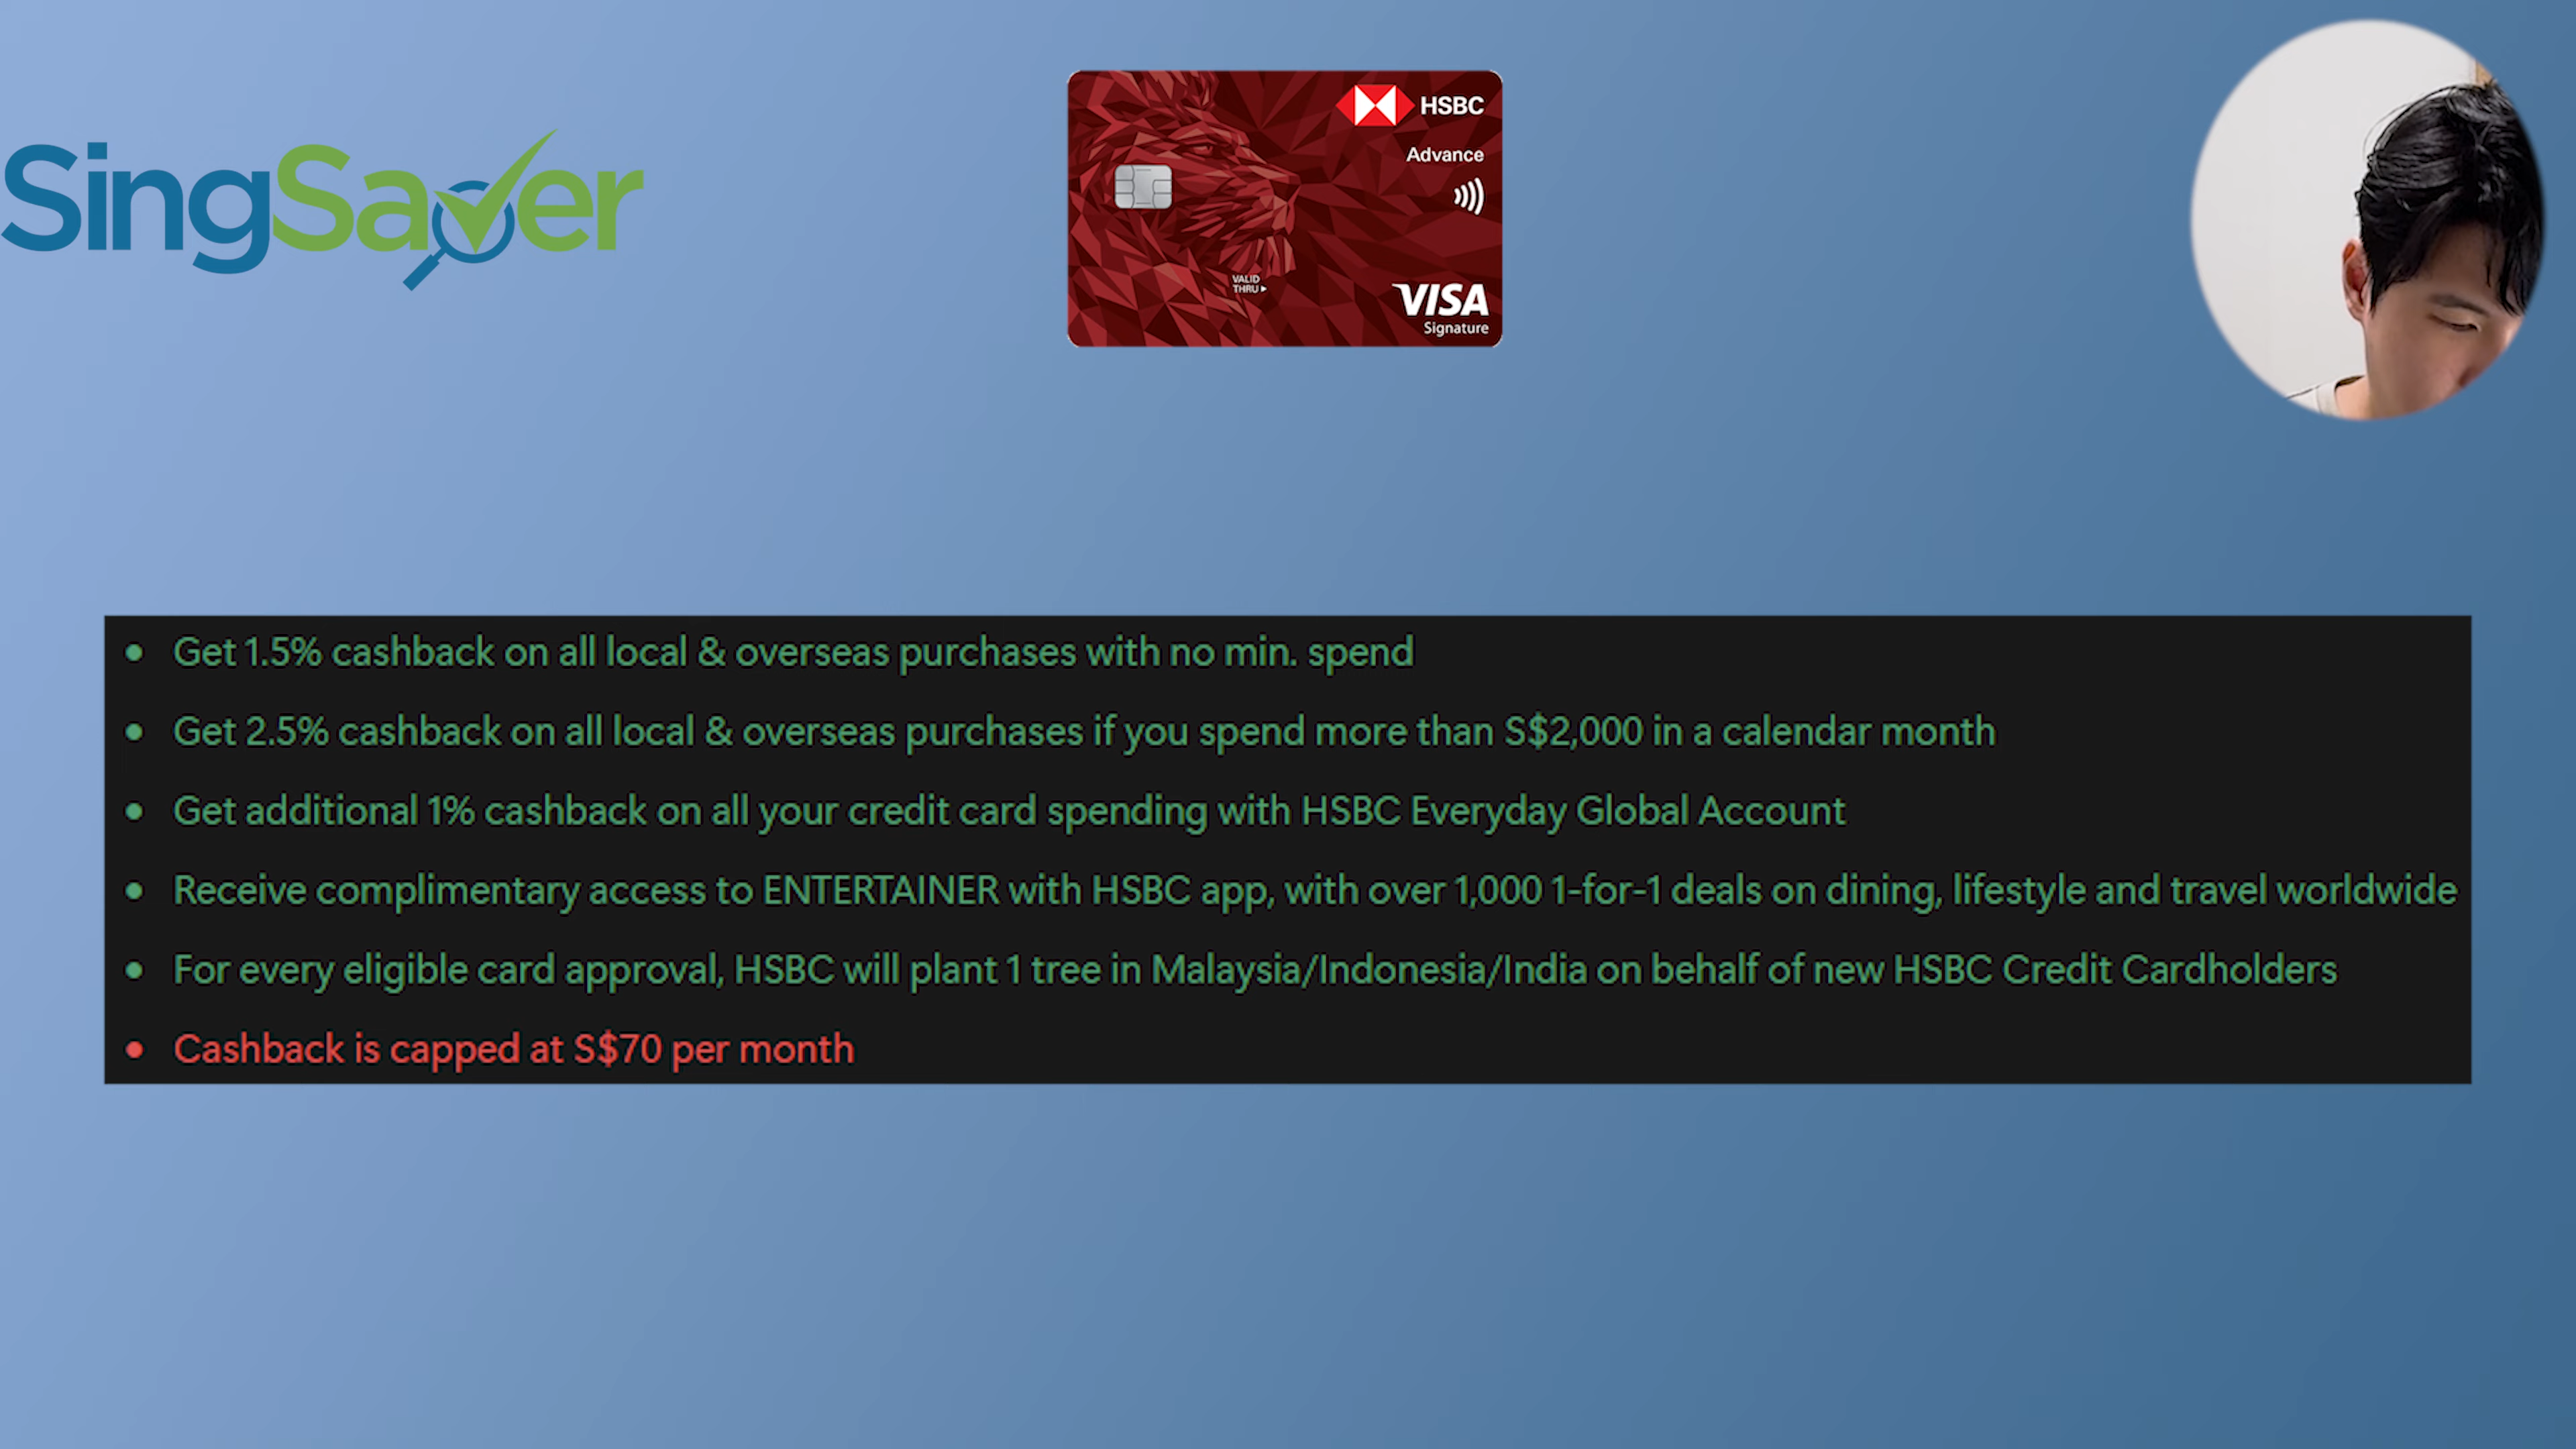 SingSaver
HSBC
Advance
VALID
THRU
VISA
Signature
Get 1.5% cashback on all local & overseas purchases with no min. spend
Get 2.5% cashback on all local & overseas purchases if you spend more than S$2,000 in a calendar month
Get additional 1% cashback on all your credit card spending with HSBC Everyday Global Account
Receive complimentary access to ENTERTAINER with HSBC app, with over 1,000 1-for-1 deals on dining, lifestyle and travel worldwide
For every eligible card approval, HSBC will plant 1 tree in Malaysia/Indonesia/India on behalf of new HSBC Credit Cardholders
Cashback is capped at S$70 per month